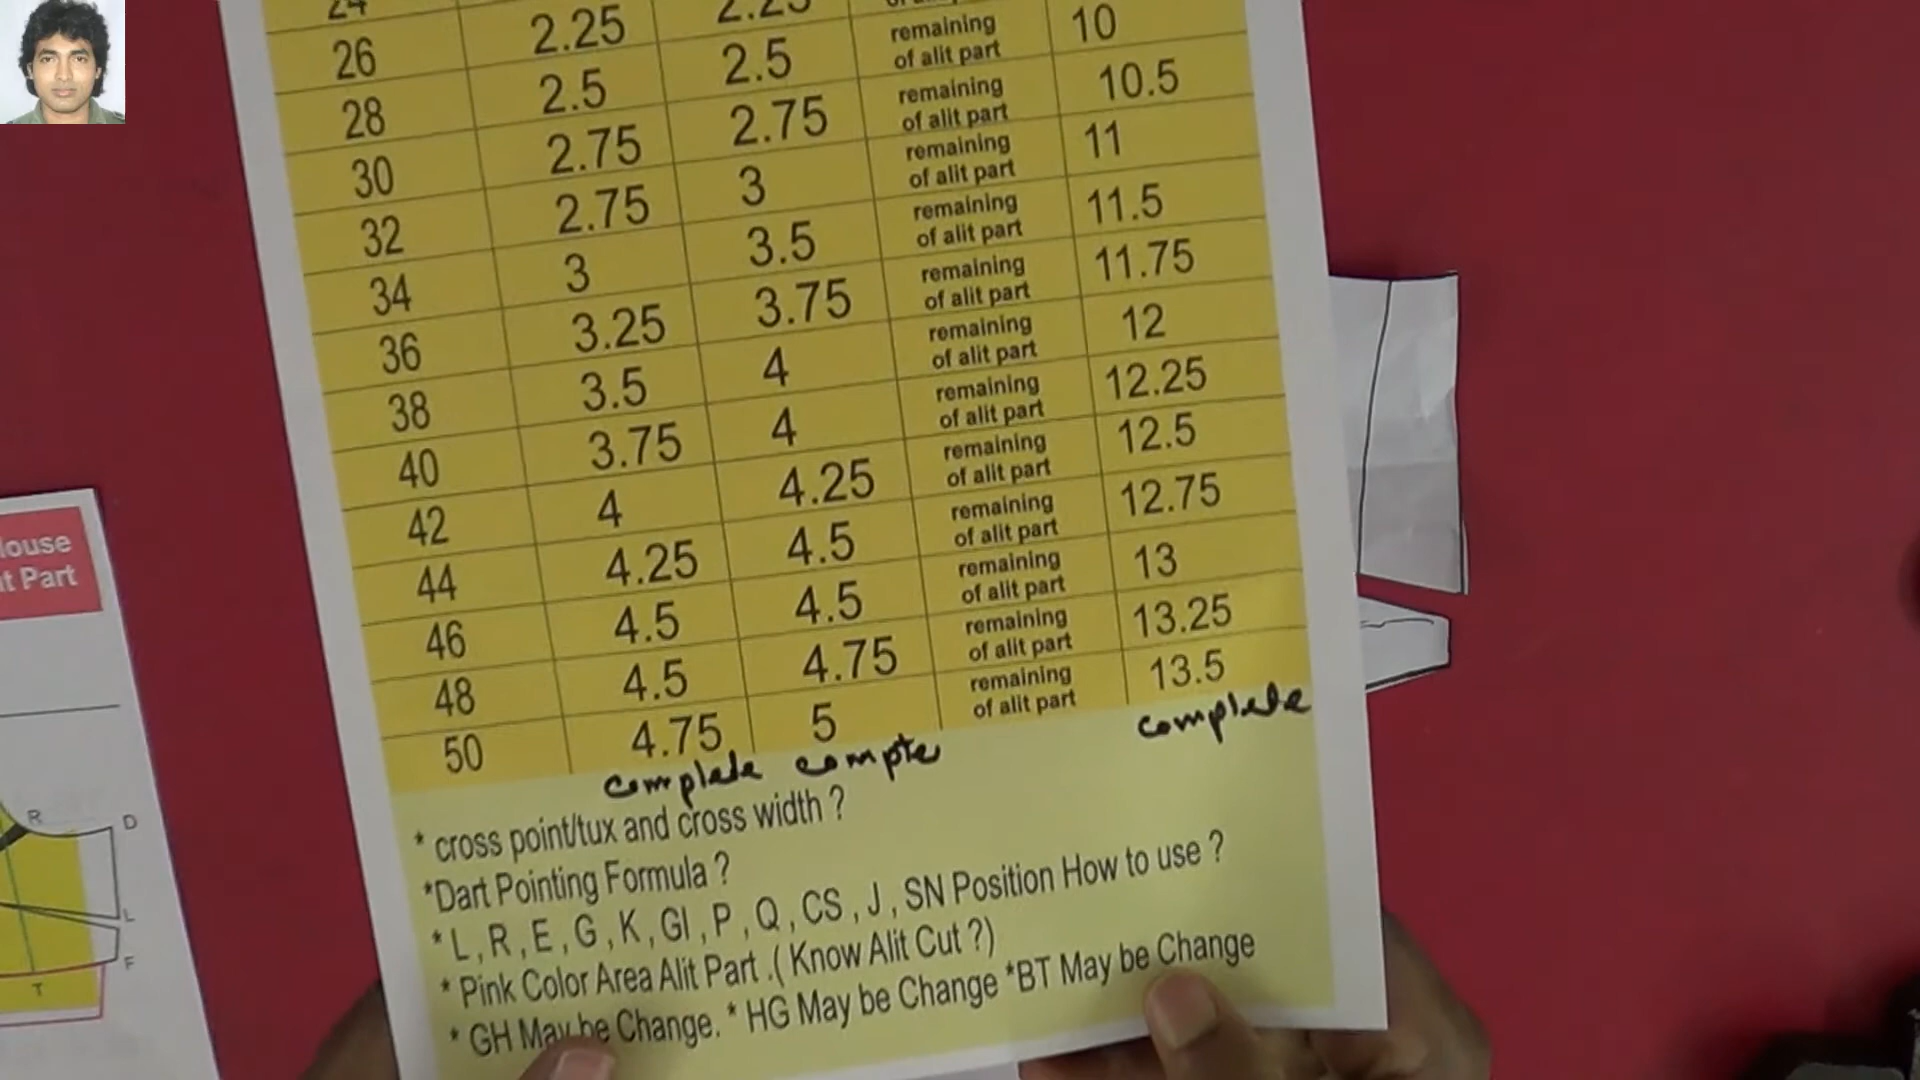 24
26 2.25 2.25
28 2.5 2.5 remaining of alit part 10
30 2.75 2.75 remaining of alit part 10.5
32 2.75 3 remaining of alit part 11
34 3 3.5 remaining of alit part 11.5
36 3.25 3.75 remaining of alit part 11.75
38 3.5 4 remaining of alit part 12
40 3.75 4 remaining of alit part 12.25
42 4 4.25 remaining of alit part 12.5
44 4.25 4.5 remaining of alit part 12.75
46 4.5 4.5 remaining of alit part 13
48 4.5 4.75 remaining of alit part 13.25
50 4.75 5 remaining of alit part 13.5
complete compte complete
* cross point/tux and cross width ?
*Dart Pointing Formula ?
* L , R , E , G , K , GI , P , Q , CS , J , SN Position How to use ?
* Pink Color Area Alit Part .( Know Alit Cut ?)
* GH May be Change. * HG May be Change *BT May be Change
Part
R
D
L
F
T